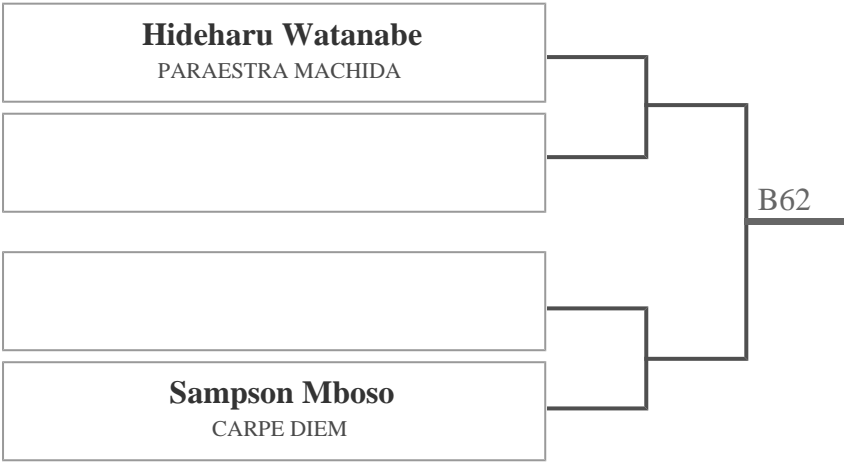 Hideharu Watanabe
PARAESTRA MACHIDA
B62
Sampson Mboso
CARPE DIEM